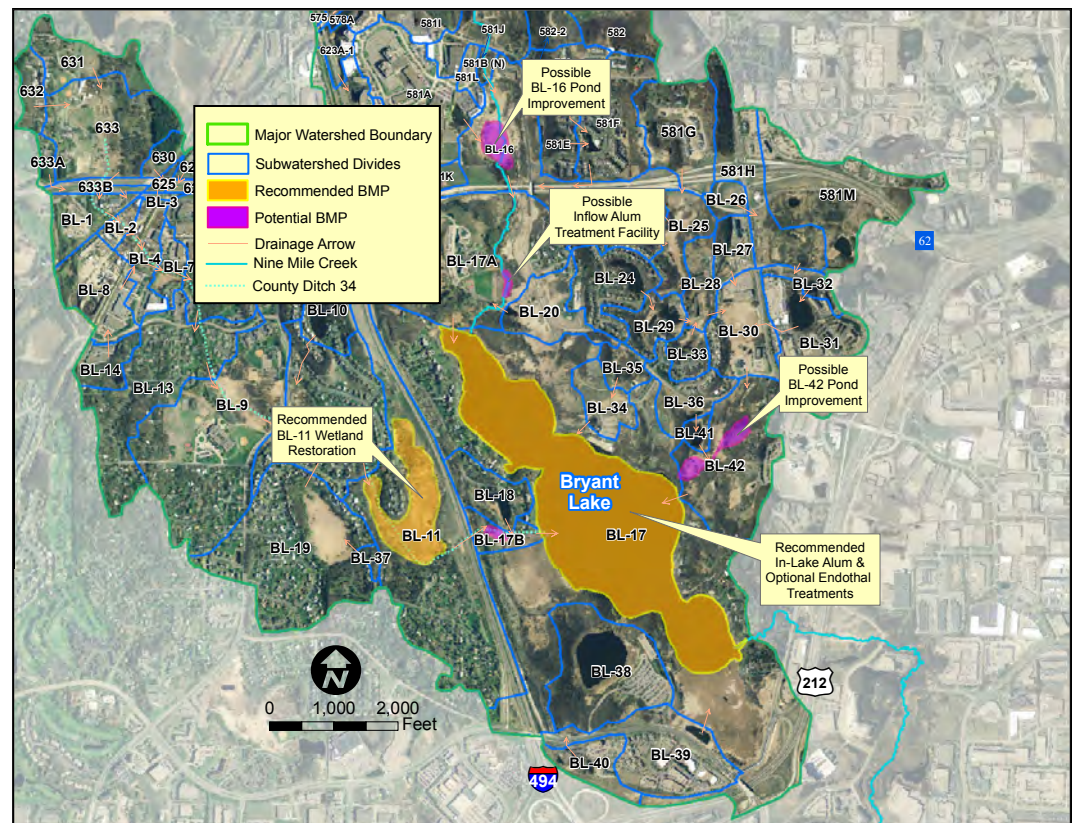 575
578A
581I
581J
582-2
582
631
623A-1
581B (N)
581L
632
581A
Possible
BL-16 Pond
Improvement
633
Major Watershed Boundary
Subwatershed Divides
Recommended BMP
Potential BMP
Drainage Arrow
Nine Mile Creek
County Ditch 34
581F
581G
BL-16
581E
633A
630
625
633B
581H
581M
BL-3
BL-26
BL-1
BL-2
Possible
Inflow Alum
Treatment Facility
BL-25
62
BL-27
BL-4
BL-7
BL-17A
BL-24
BL-8
BL-28
BL-32
BL-10
BL-20
BL-29
BL-30
BL-31
BL-14
BL-33
BL-13
BL-35
Possible
BL-42 Pond
Improvement
BL-9
BL-34
BL-36
Recommended
BL-11 Wetland
Restoration
BL-41
BL-42
Bryant
Lake
BL-18
BL-11
BL-17B
BL-17
BL-19
BL-37
Recommended
In-Lake Alum &
Optional Endothal
Treatments
N
BL-38
212
0 1,000 2,000
Feet
BL-39
BL-40
494